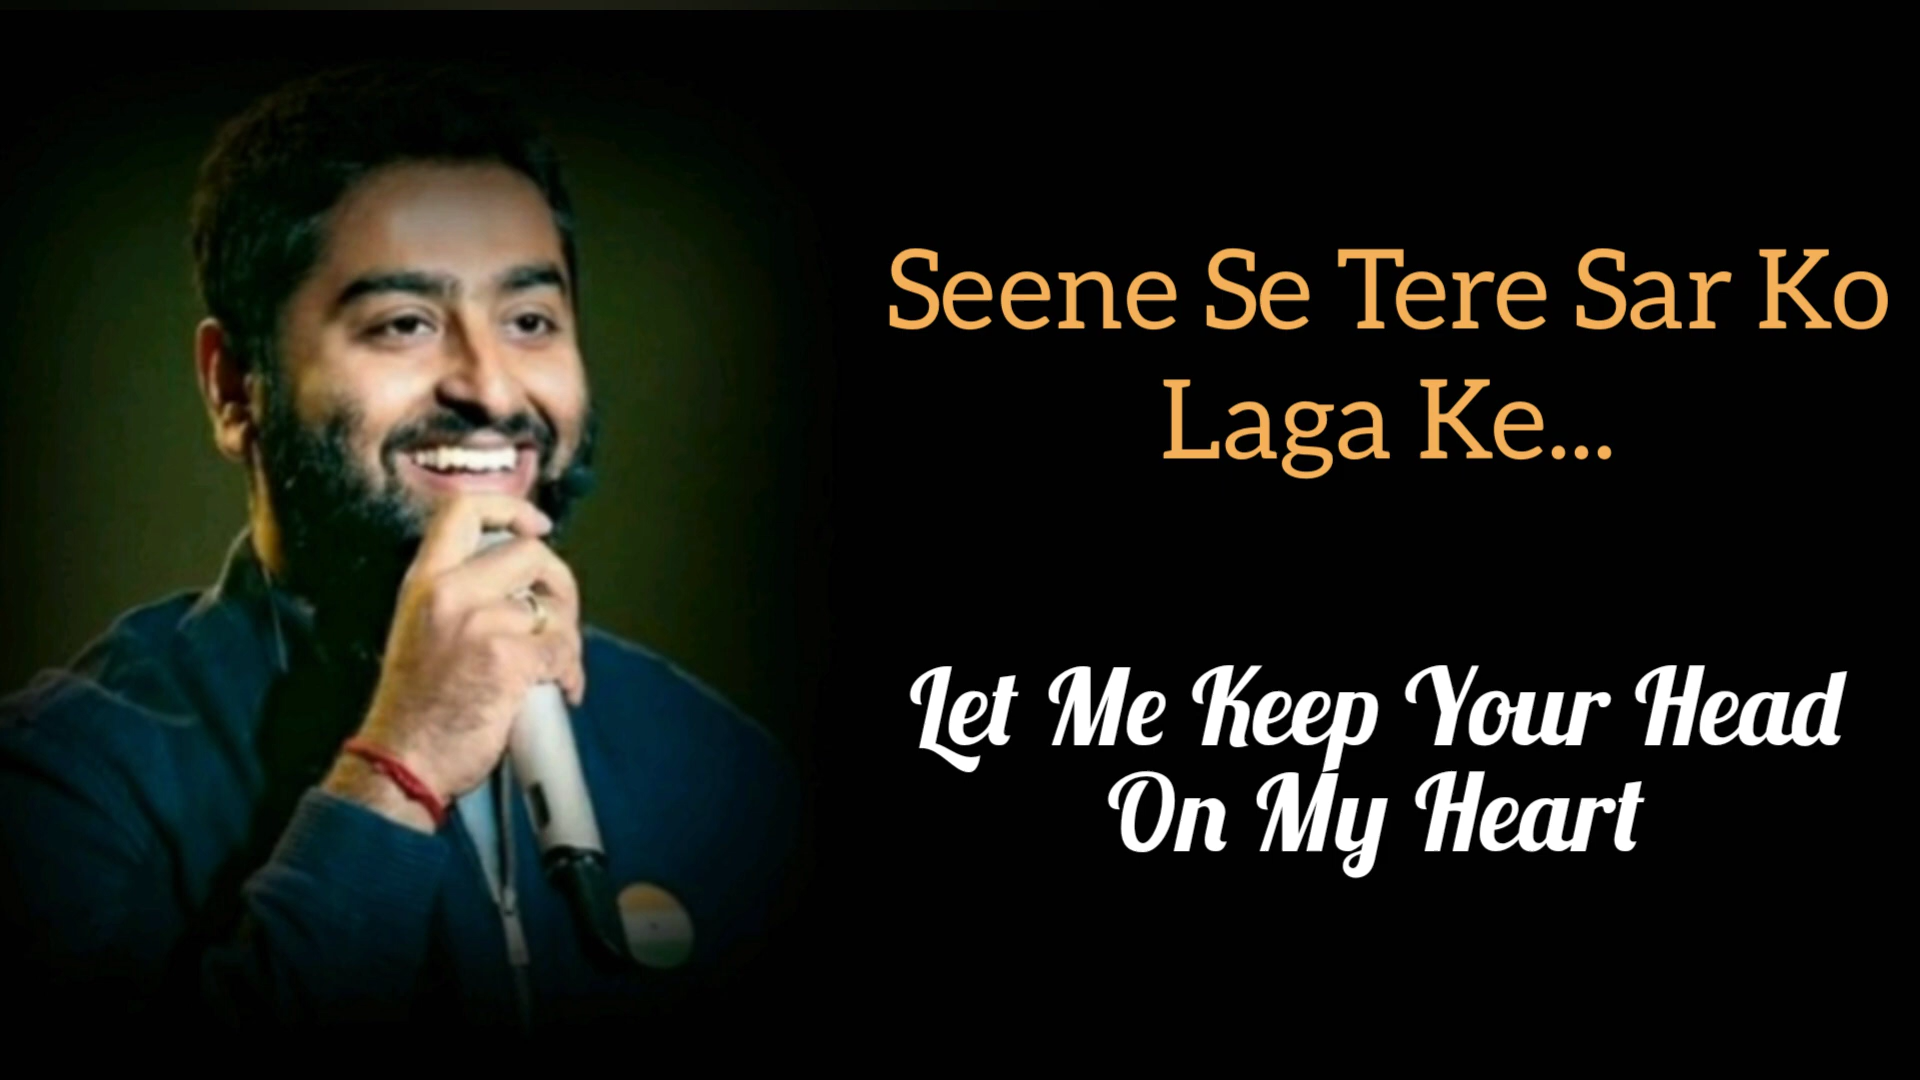 Seene Se Tere Sar Ko
Laga Ke...
Let Me Keep Your Head
On My Heart